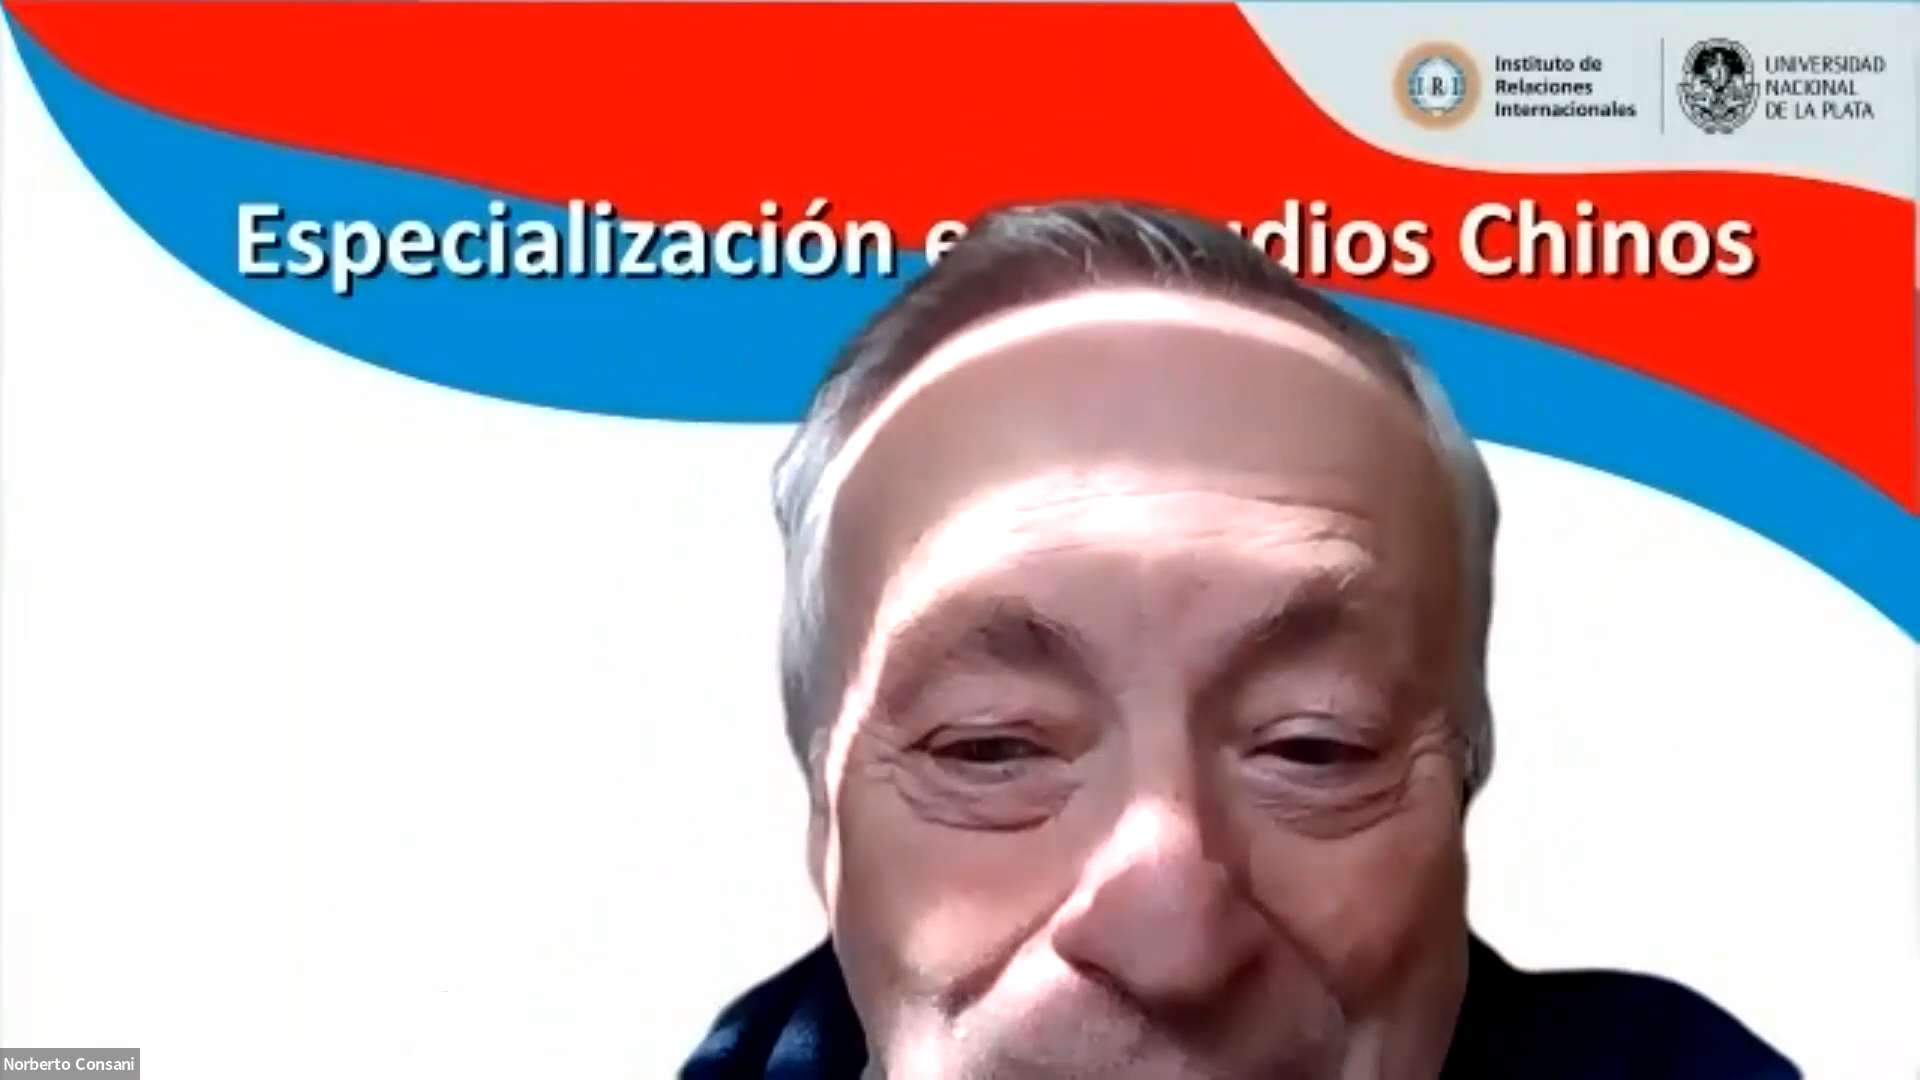 Instituto de
Relaciones
Internacionales
IRI
UNIVERSIDAD
NACIONAL
DE LA PLATA
Especialización dios Chinos
Norberto Consani